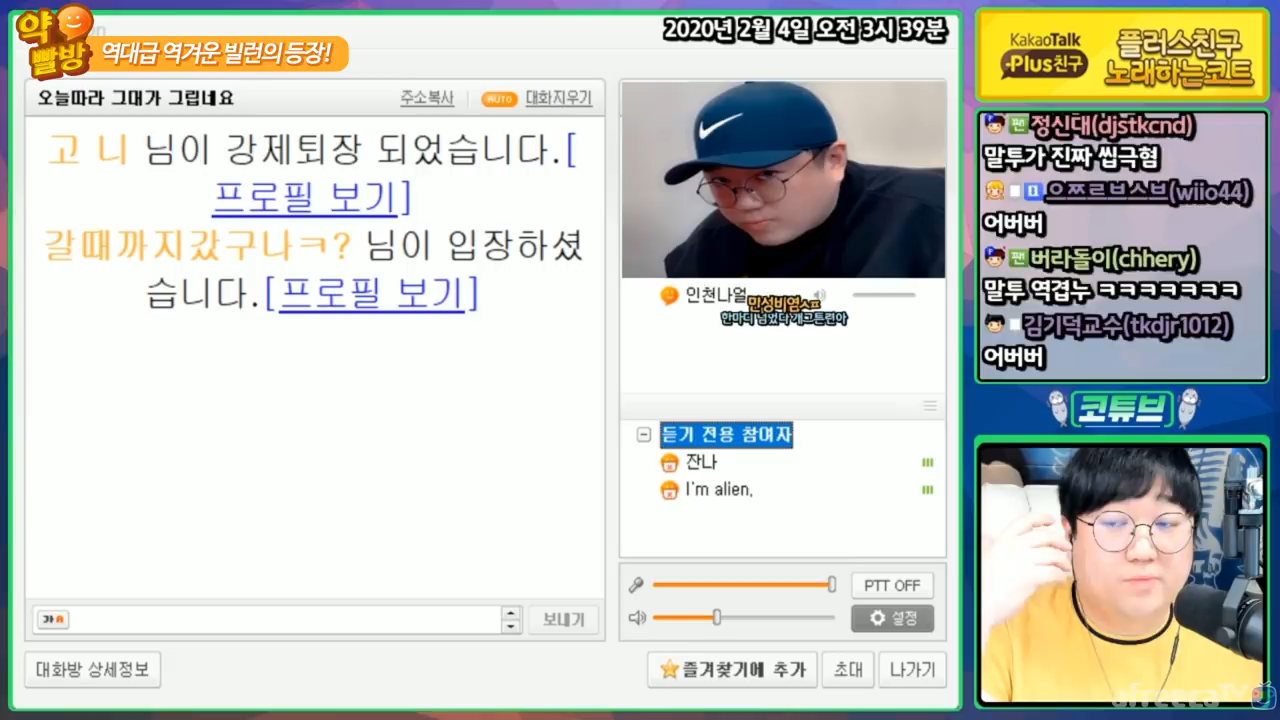 약빨방
역대급 역겨운 빌런의 등장!
2020년 2월 4일 오전 3시 39분
오늘따라 그대가 그립네요
주소복사
AUTO
대화지우기
고 니 님이 강제퇴장 되었습니다.[
프로필 보기]
갈때까지갔구나ㅋ? 님이 입장하셨
습니다.[프로필 보기]
가
보내기
대화방 상세정보
인천나얼
민성비염ㅅㅍ
한마디 넘었다 개그튼련아
듣기 전용 참여자
잔나
I'm alien,
PTT OFF
설정
즐겨찾기에 추가
초대
나가기
KakaoTalk
Plus친구
플러스친구
노래하는코트
팬 정신대(djstkcnd)
말투가 진짜 씹극혐
으쯔르브스브(wiio44)
어버버
팬 버라돌이(chhery)
말투 역겹누 ㅋㅋㅋㅋㅋㅋㅋ
김기덕교수(tkdjr1012)
어버버
코튜브
afreecaTV